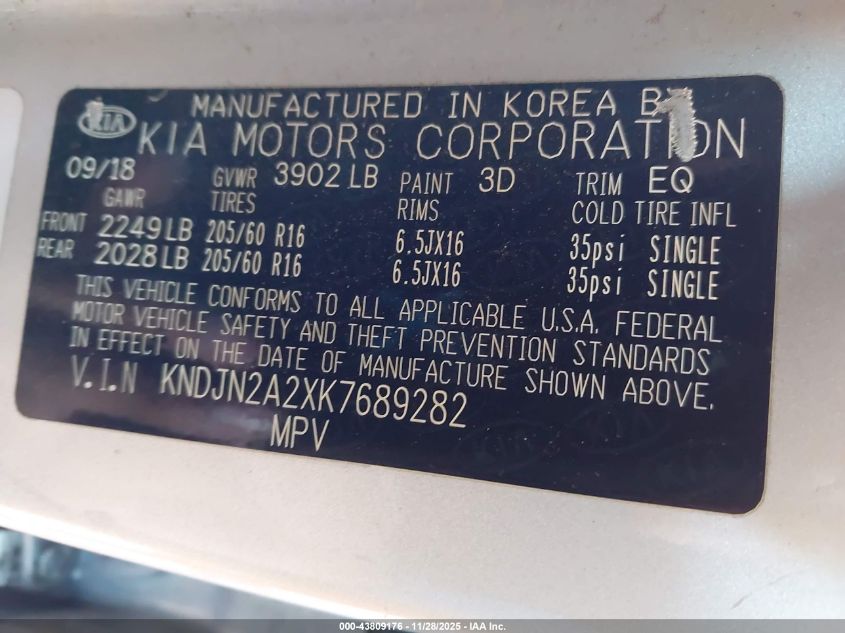 MANUFACTURED IN KOREA
KIA
KIA MOTORS CORPORATION
09/18 GVWR 3902 LB PAINT 3D TRIM EQ
GAWR TIRES RIMS COLD TIRE INFL
FRONT 2249 LB 205/60 R16 6.5JX16 35psi SINGLE
REAR 2028 LB 205/60 R16 6.5JX16 35psi SINGLE
THIS VEHICLE CONFORMS TO ALL APPLICABLE U.S.A. FEDERAL
MOTOR VEHICLE SAFETY AND THEFT PREVENTION STANDARDS
IN EFFECT ON THE DATE OF MANUFACTURE SHOWN ABOVE.
V.I.N KNDJN2A2XK7689282
MPV
000-43809176 - 11/28/2025 - IAA Inc.